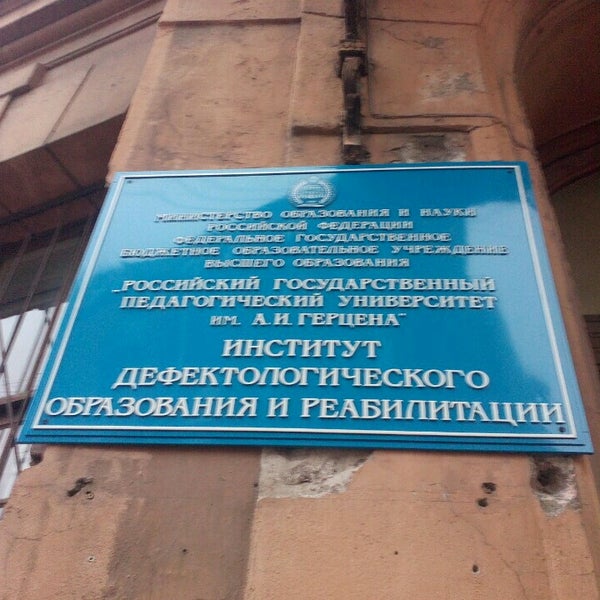 МИНИСТЕРСТВО ОБРАЗОВАНИЯ И НАУКИ
РОССИЙСКОЙ ФЕДЕРАЦИИ
ФЕДЕРАЛЬНОЕ ГОСУДАРСТВЕННОЕ
БЮДЖЕТНОЕ ОБРАЗОВАТЕЛЬНОЕ УЧРЕЖДЕНИЕ
ВЫСШЕГО ОБРАЗОВАНИЯ
„РОССИЙСКИЙ ГОСУДАРСТВЕННЫЙ
ПЕДАГОГИЧЕСКИЙ УНИВЕРСИТЕТ
ИМ. А.И. ГЕРЦЕНА"
ИНСТИТУТ
ДЕФЕКТОЛОГИЧЕСКОГО
ОБРАЗОВАНИЯ И РЕАБИЛИТАЦИИ